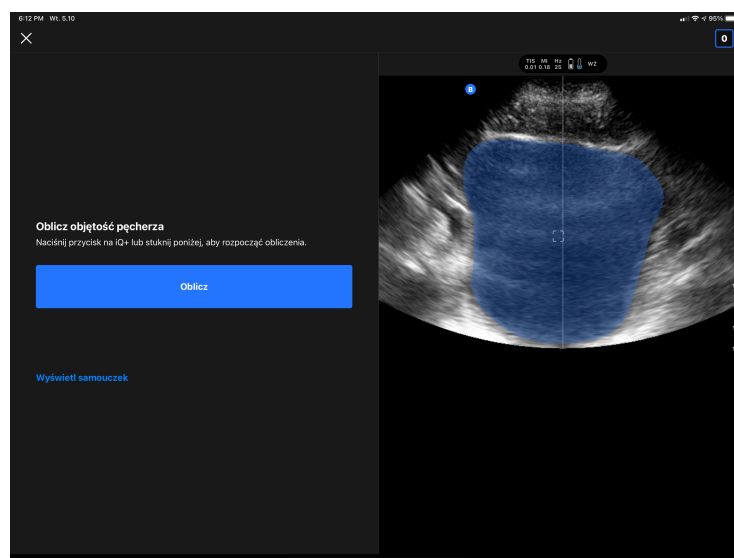 6:12 PM Wt. 5.10
95%
0
TIS MI Hz
0.01 0.18 25 WŻ
B
Oblicz objętość pęcherza
Naciśnij przycisk na iQ+ lub stuknij poniżej, aby rozpocząć obliczenia.
Oblicz
Wyświetl samouczek